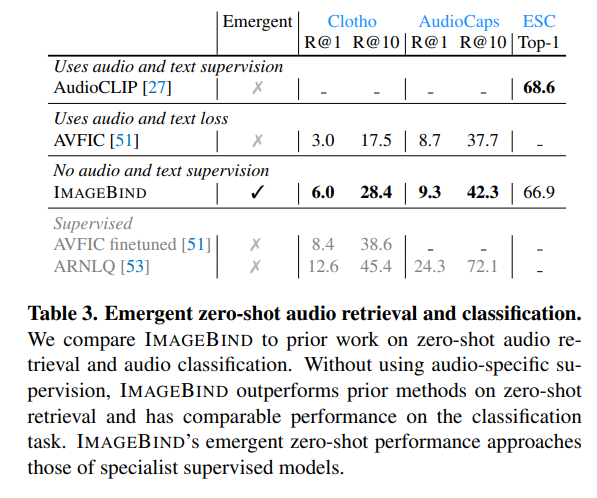 Emergent Clotho AudioCaps ESC
R@1 R@10 R@1 R@10 Top-1
Uses audio and text supervision
AudioCLIP [27] ✗ - - - - 68.6
Uses audio and text loss
AVFIC [51] ✗ 3.0 17.5 8.7 37.7 -
No audio and text supervision
IMAGEBIND ✓ 6.0 28.4 9.3 42.3 66.9
Supervised
AVFIC finetuned [51] ✗ 8.4 38.6 - - -
ARNLQ [53] ✗ 12.6 45.4 24.3 72.1 -
Table 3. Emergent zero-shot audio retrieval and classification.
We compare IMAGEBIND to prior work on zero-shot audio re-
trieval and audio classification. Without using audio-specific su-
pervision, IMAGEBIND outperforms prior methods on zero-shot
retrieval and has comparable performance on the classification
task. IMAGEBIND's emergent zero-shot performance approaches
those of specialist supervised models.